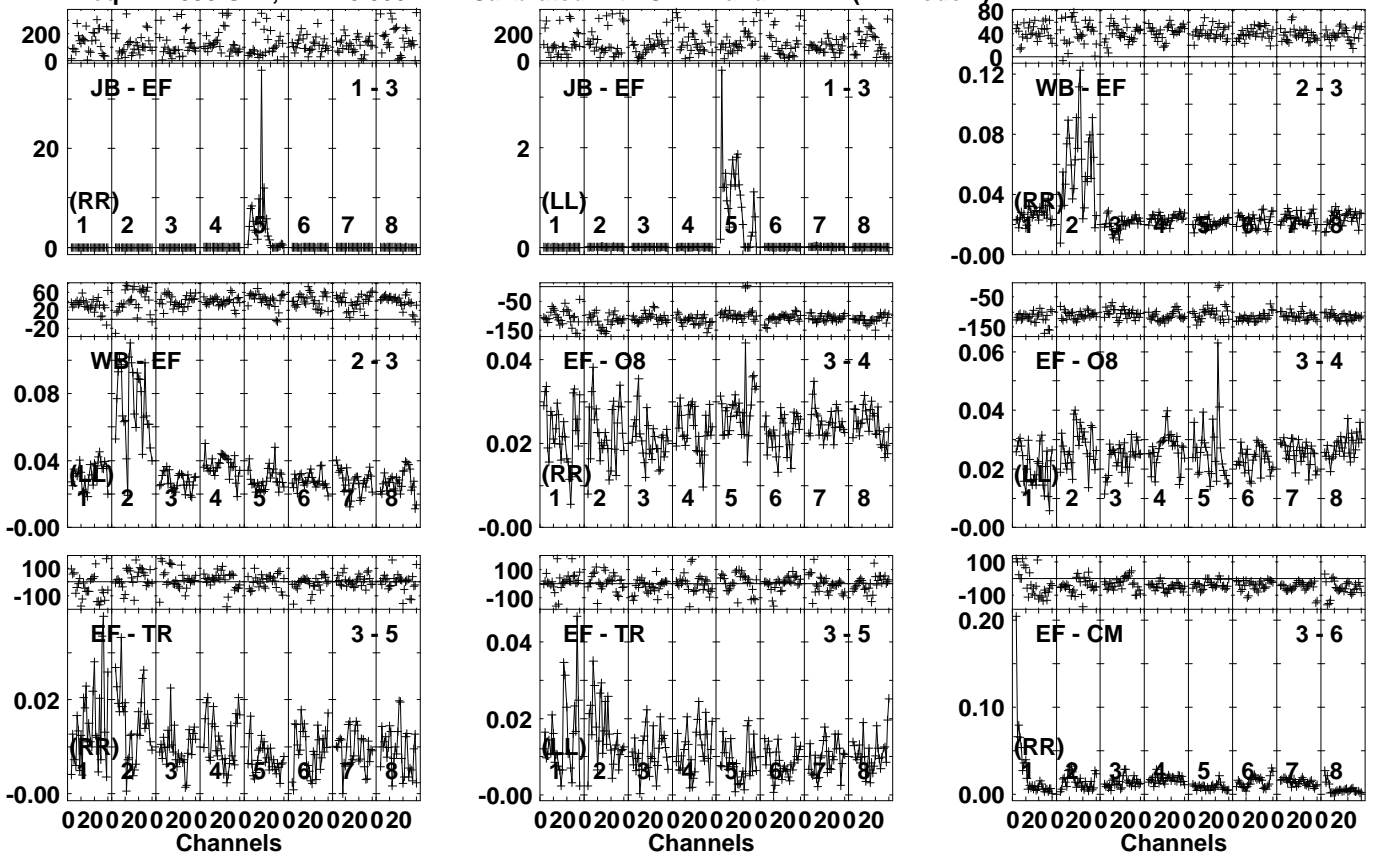 200
0
JB - EF 1 - 3
20
(RR)
1 2 3 4 5 6 7 8
0
200
0
JB - EF 1 - 3
2
(LL)
1 2 3 4 5 6 7 8
0
80
40
0
0.12
WB - EF 2 - 3
0.08
0.04
(RR)
1 2 3 4 5 6 7 8
-0.00
60
20
-20
WB - EF 2 - 3
0.08
0.04
(LL)
1 2 3 4 5 6 7 8
-0.00
-50
-150
0.04
EF - O8 3 - 4
0.02
(RR)
1 2 3 4 5 6 7 8
-0.00
-50
-150
0.06
EF - O8 3 - 4
0.04
0.02
(LL)
1 2 3 4 5 6 7 8
-0.00
100
-100
EF - TR 3 - 5
0.02
(RR)
1 2 3 4 5 6 7 8
-0.00
020020020020020020020020
Channels
100
-100
EF - TR 3 - 5
0.04
0.02
(LL)
1 2 3 4 5 6 7 8
-0.00
020020020020020020020020
Channels
100
-100
0.20
EF - CM 3 - 6
0.10
(RR)
1 2 3 4 5 6 7 8
0.00
020020020020020020020020
Channels